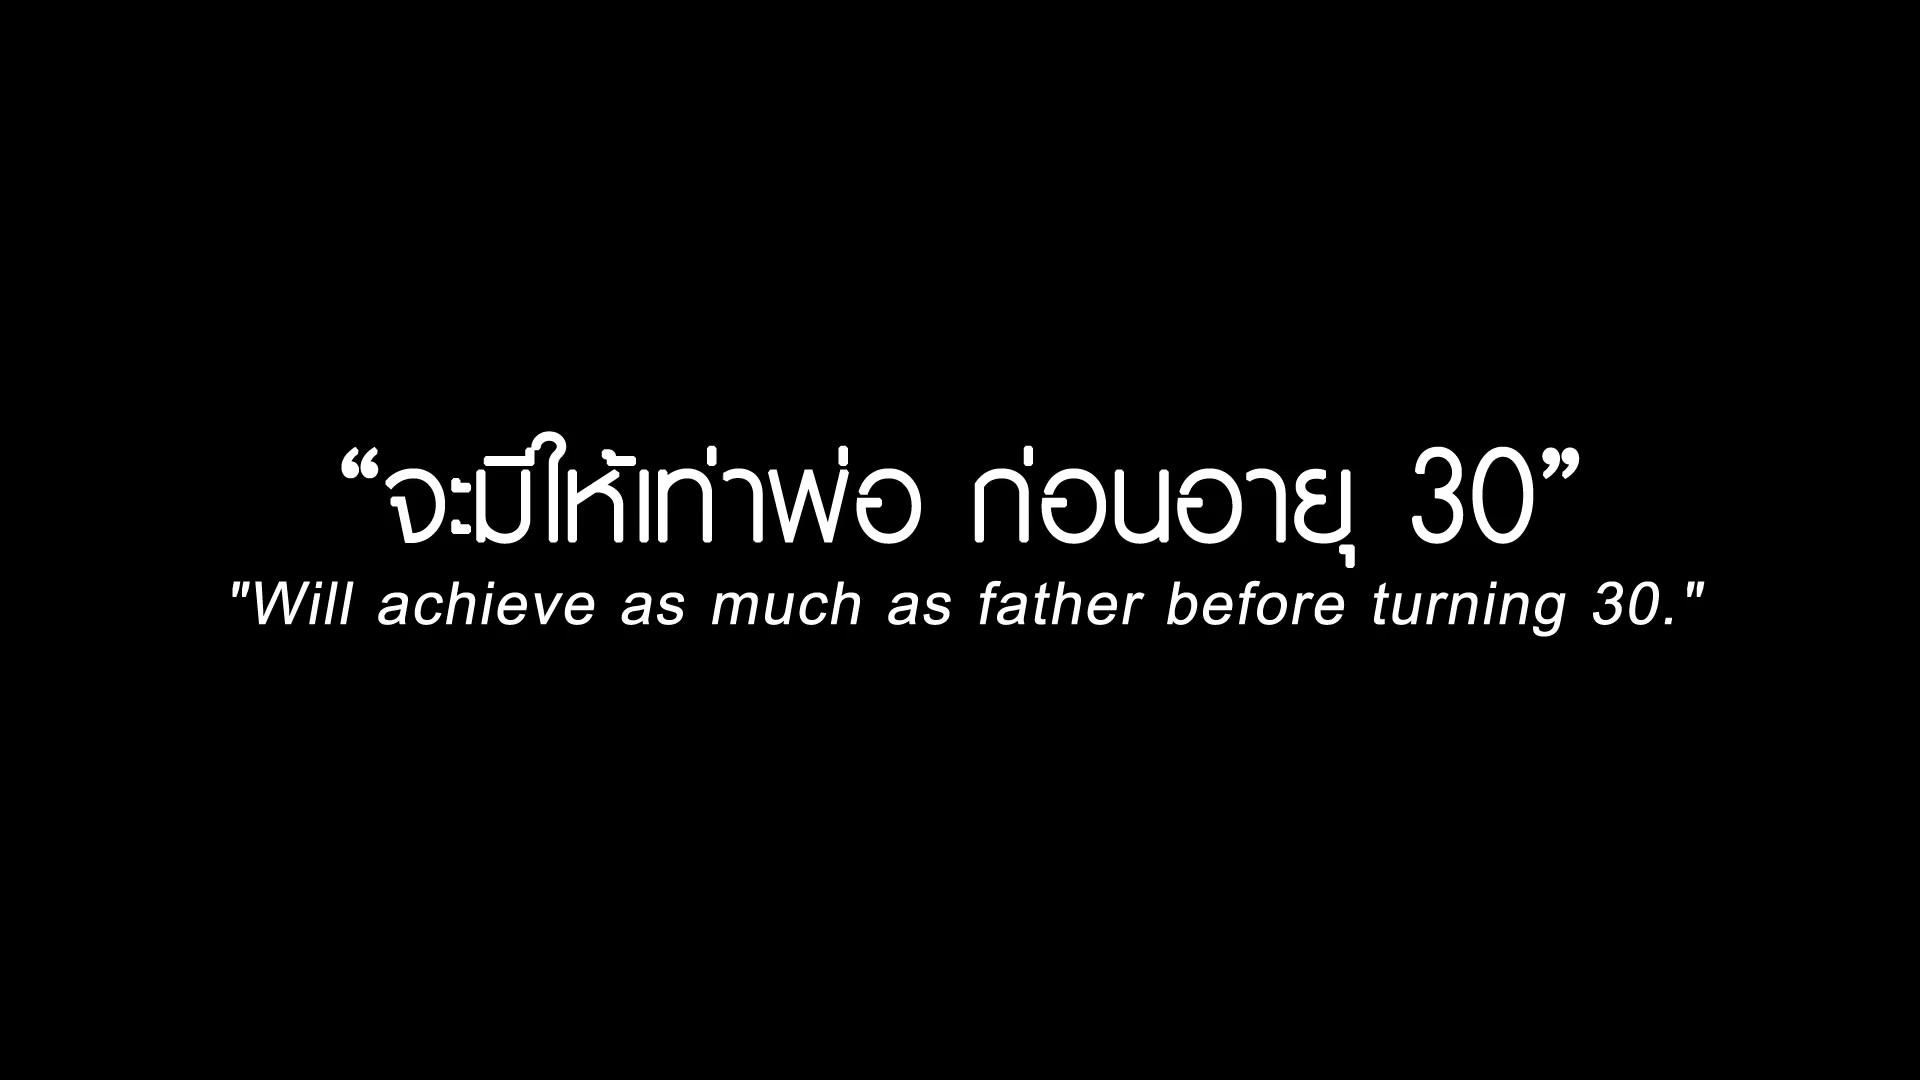 “จะมีให้เท่าพ่อ ก่อนอายุ 30”
"Will achieve as much as father before turning 30."